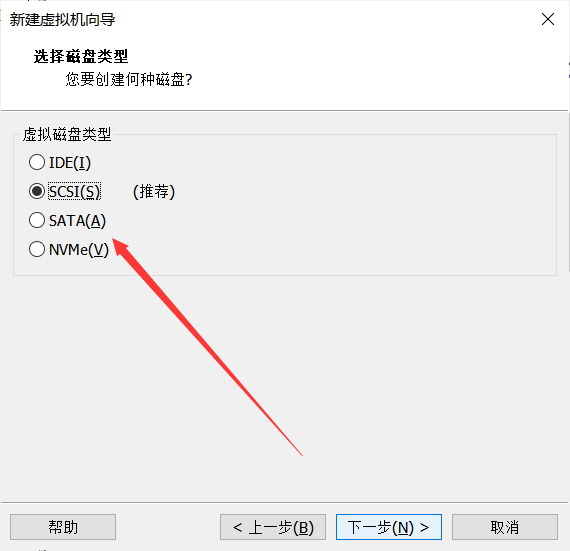 新建虚拟机向导
选择磁盘类型
您要创建何种磁盘?
虚拟磁盘类型
IDE(I)
SCSI(S) (推荐)
SATA(A)
NVMe(V)
帮助 < 上一步(B) 下一步(N) > 取消